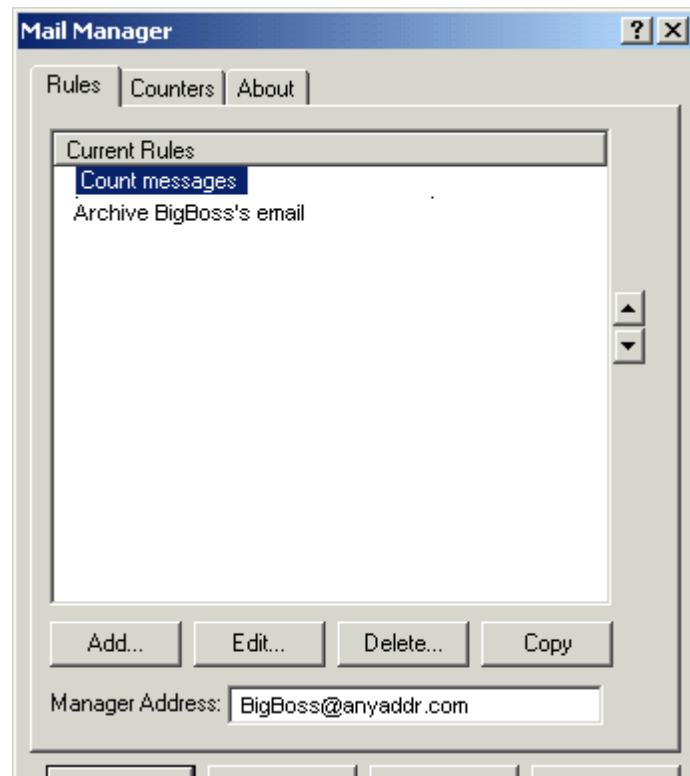 Mail Manager
Rules Counters About
Current Rules
Count messages
Archive BigBoss's email
Add... Edit... Delete... Copy
Manager Address: BigBoss@anyaddr.com